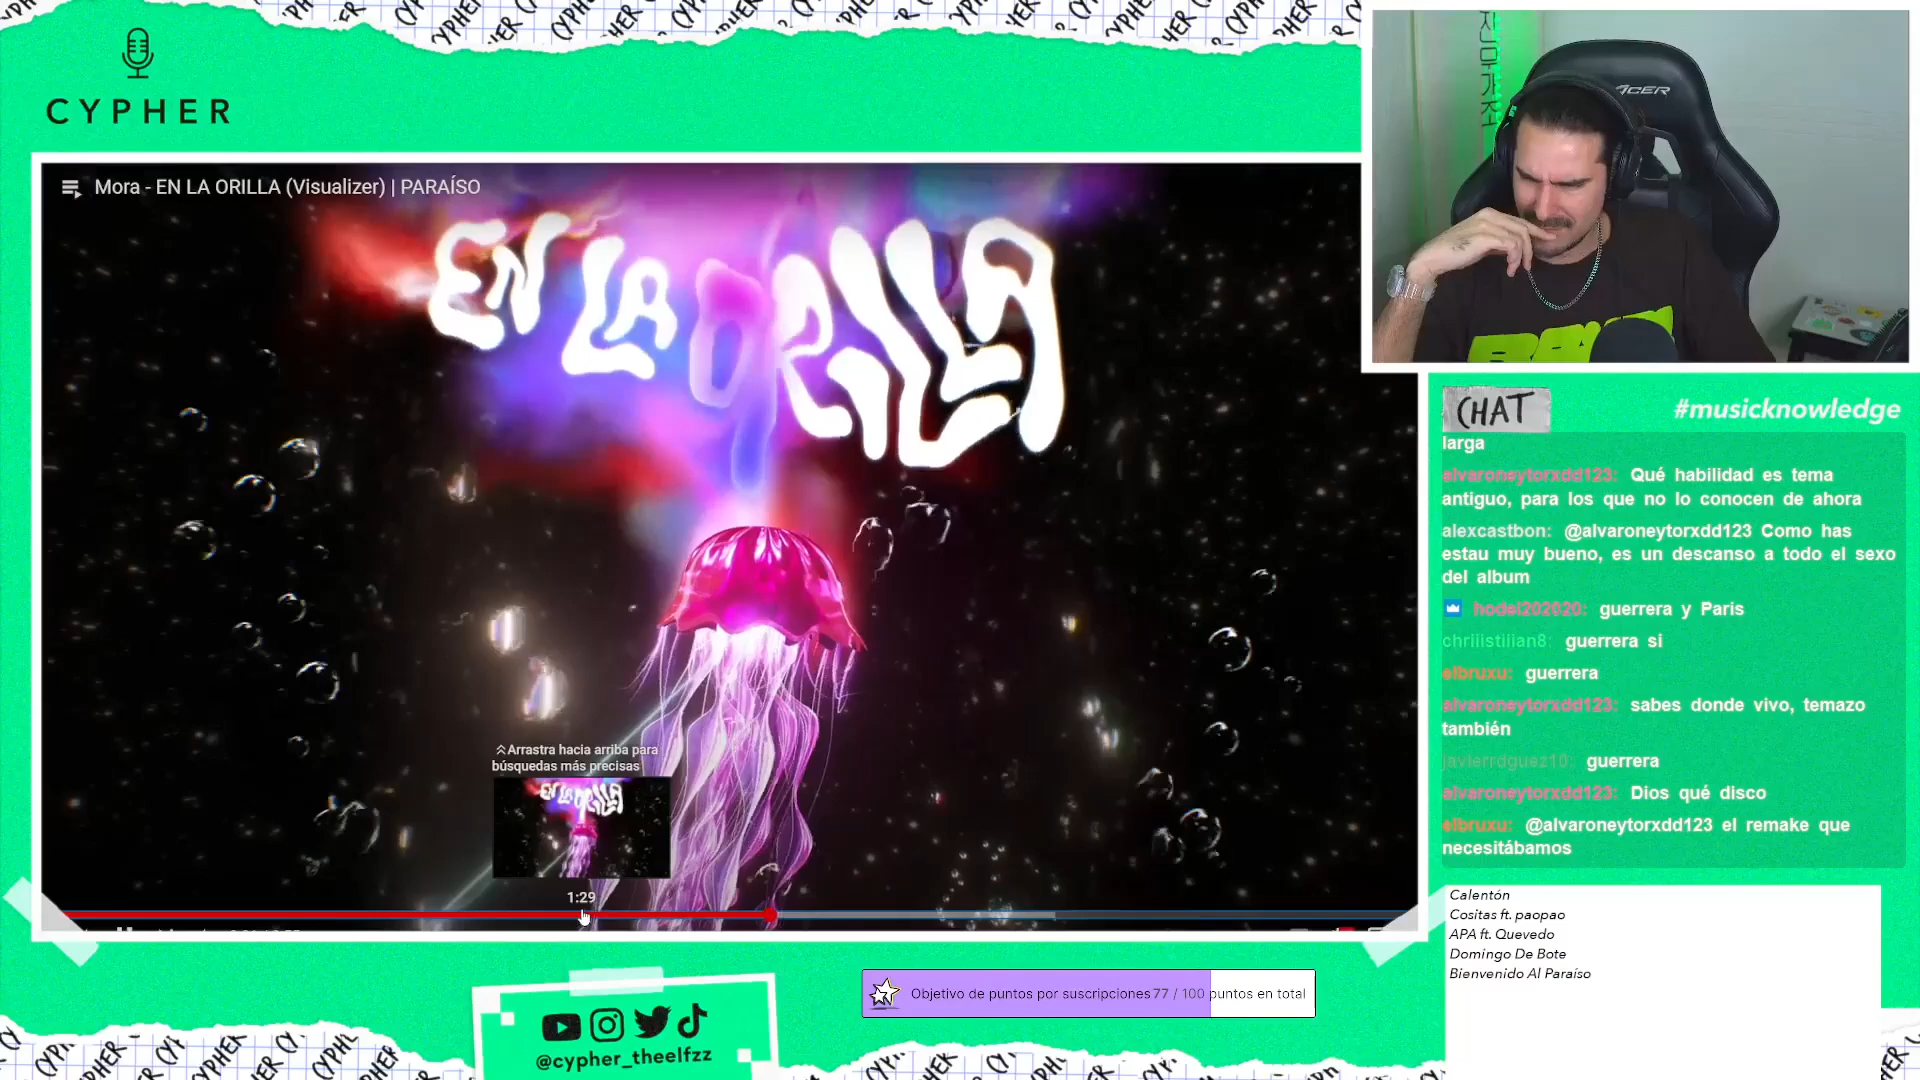 CYPHER
Mora - EN LA ORILLA (Visualizer) | PARAÍSO
EN LA ORILLA
Arrastra hacia arriba para
búsquedas más precisas
EN LA ORILLA
1:29
ACER
CHAT
#musicknowledge
larga
alvaroneytorxdd123: Qué habilidad es tema
antiguo, para los que no lo conocen de ahora
alexcastbon: @alvaroneytorxdd123 Como has
estau muy bueno, es un descanso a todo el sexo
del album
hodei202020: guerrera y Paris
chriiistiiian8: guerrera si
elbruxu: guerrera
alvaroneytorxdd123: sabes donde vivo, temazo
también
javierrdguez10: guerrera
alvaroneytorxdd123: Dios qué disco
elbruxu: @alvaroneytorxdd123 el remake que
necesitábamos
Calentón
Cositas ft. paopao
APA ft. Quevedo
Domingo De Bote
Bienvenido Al Paraíso
Objetivo de puntos por suscripciones 77 / 100 puntos en total
@cypher_theelfzz